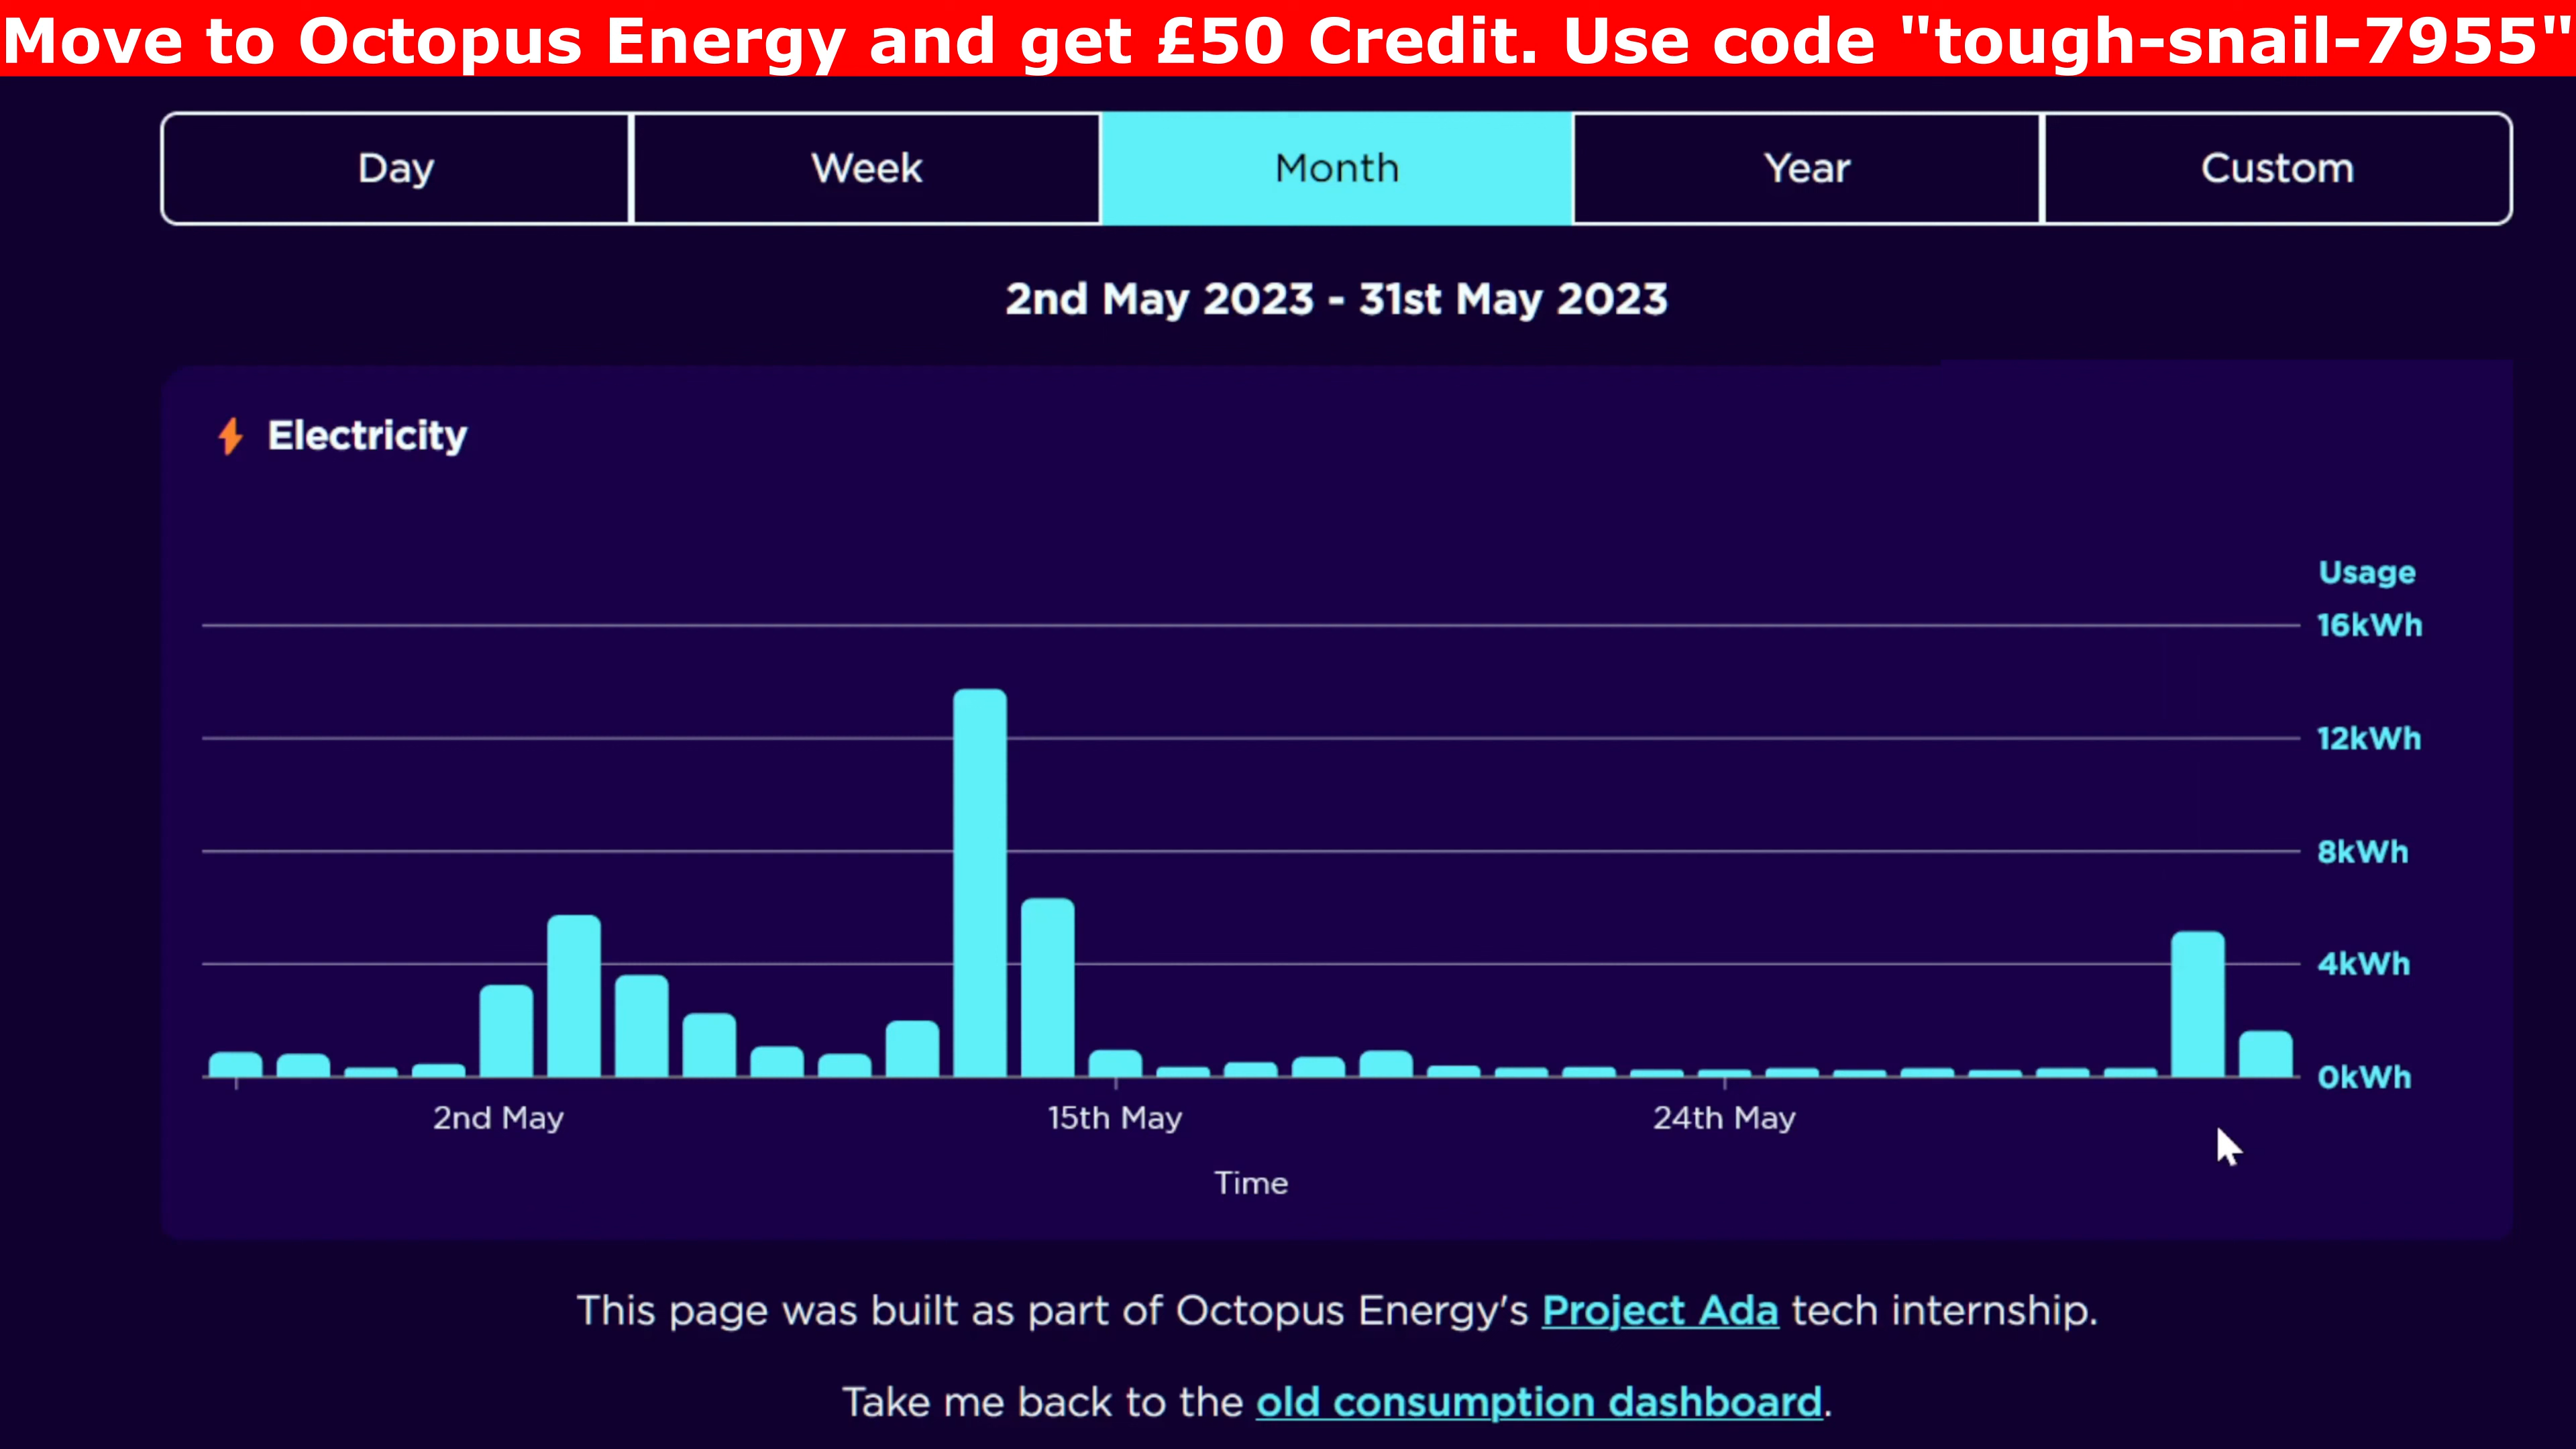 Move to Octopus Energy and get £50 Credit. Use code "tough-snail-7955"
Day Week Month Year Custom
2nd May 2023 - 31st May 2023
Electricity
Usage
16kWh
12kWh
8kWh
4kWh
0kWh
2nd May 15th May 24th May
Time
This page was built as part of Octopus Energy's Project Ada tech internship.
Take me back to the old consumption dashboard.